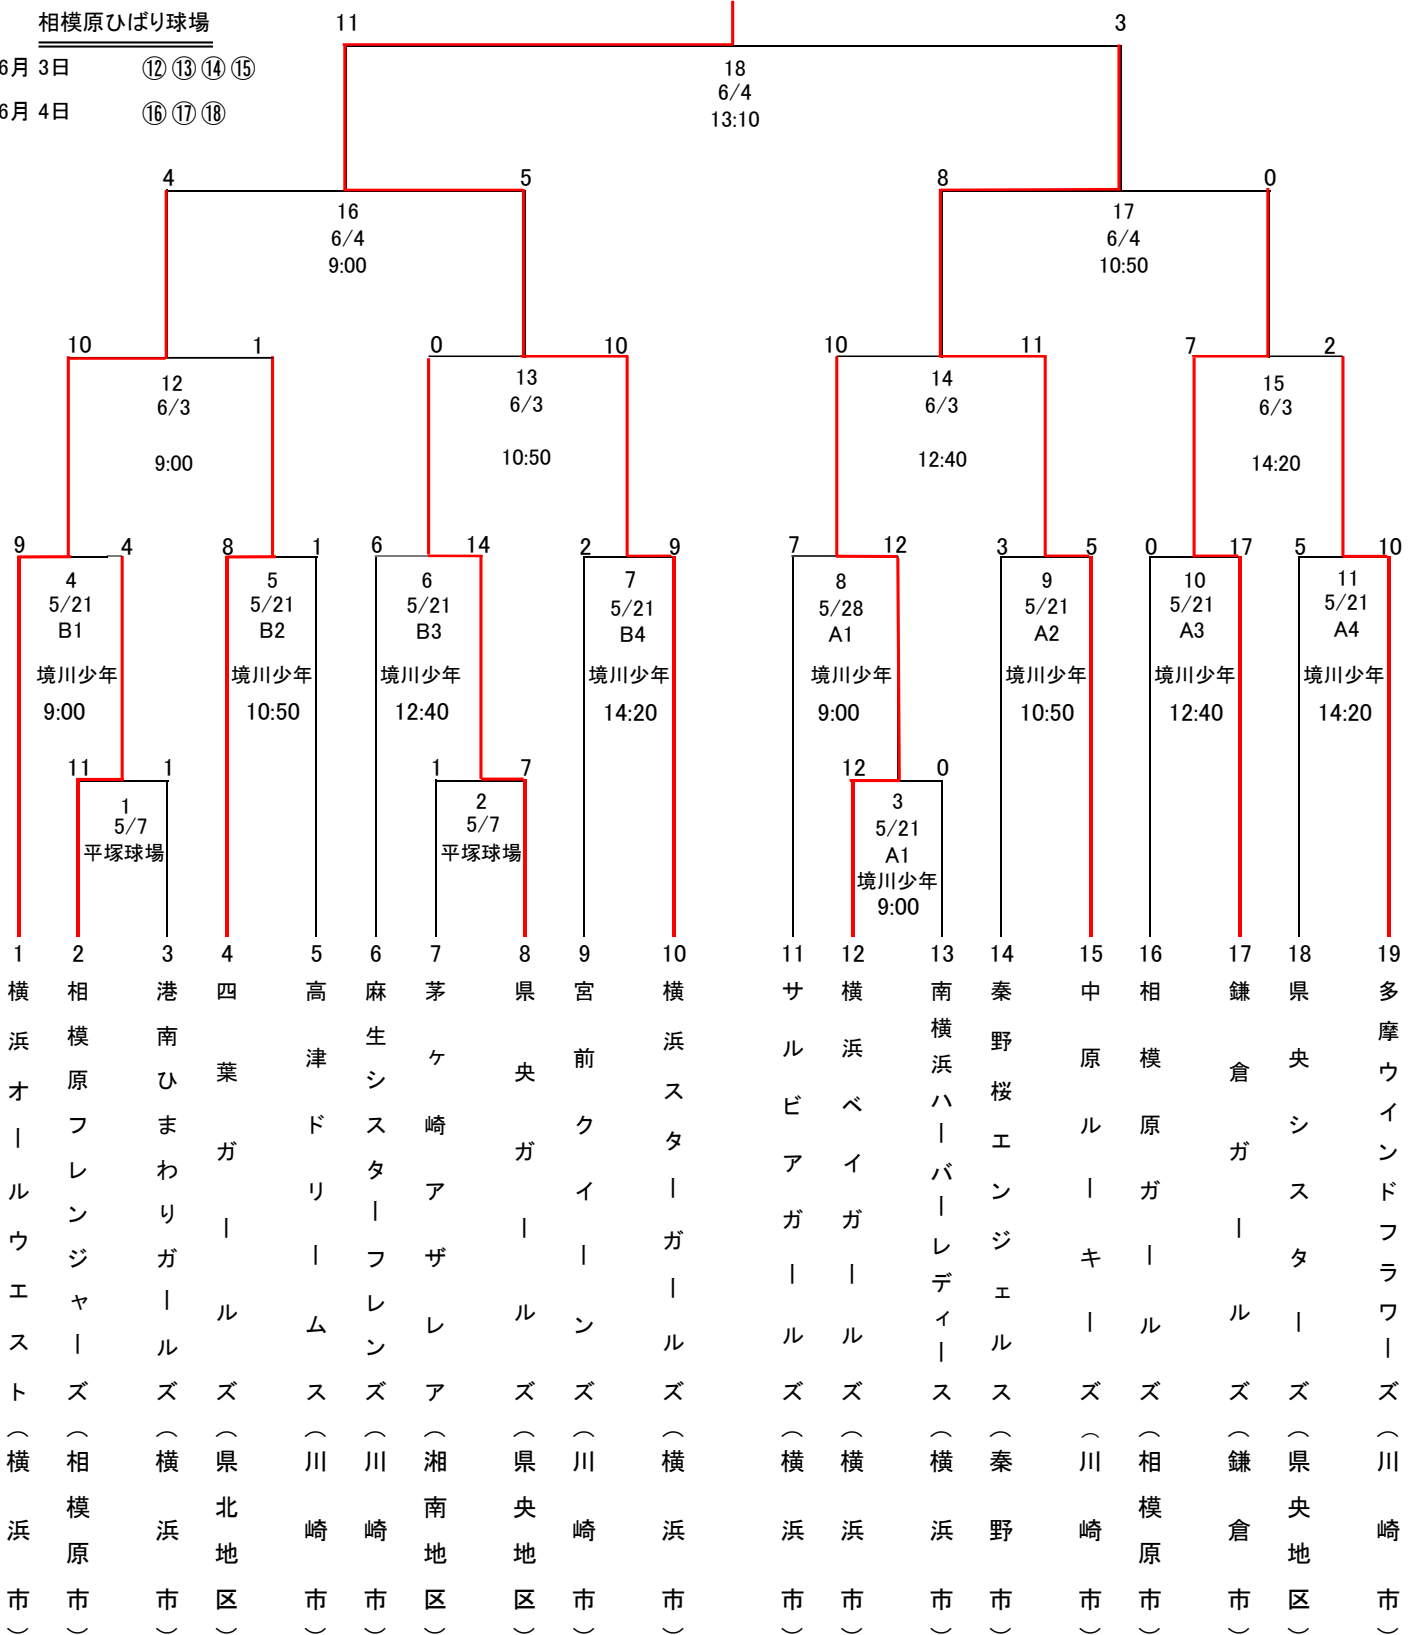 相模原ひばり球場
6月 3日 ⑫⑬⑭⑮
6月 4日 ⑯⑰⑱
11 3
18
6/4
13:10
4 5
16
6/4
9:00
8 0
17
6/4
10:50
10 1
12
6/3
9:00
0 10
13
6/3
10:50
10 11
14
6/3
12:40
7 2
15
6/3
14:20
9 4
4
5/21
B1
境川少年
9:00
8 1
5
5/21
B2
境川少年
10:50
6 14
6
5/21
B3
境川少年
12:40
2 9
7
5/21
B4
境川少年
14:20
7 12
8
5/28
A1
境川少年
9:00
3 5
9
5/21
A2
境川少年
10:50
0 17
10
5/21
A3
境川少年
12:40
5 10
11
5/21
A4
境川少年
14:20
11 1
1
5/7
平塚球場
1 7
2
5/7
平塚球場
12 0
3
5/21
A1
境川少年
9:00
1 横浜オールウエスト(横浜市)
2 相模原フレンジャーズ(相模原市)
3 港南ひまわりガールズ(横浜市)
4 四葉ガールズ(県北地区)
5 高津ドリームス(川崎市)
6 麻生シスターフレンズ(川崎市)
7 茅ヶ崎アザレア(湘南地区)
8 県央ガールズ(県央地区)
9 宮前クイーンズ(川崎市)
10 横浜スターガールズ(横浜市)
11 サルビアガールズ(横浜市)
12 横浜ベイガールズ(横浜市)
13 南横浜ハーバーレディース(横浜市)
14 秦野桜エンジェルス(秦野市)
15 中原ルーキーズ(川崎市)
16 相模原ガールズ(相模原市)
17 鎌倉ガールズ(鎌倉市)
18 県央シスターズ(県央地区)
19 多摩ウインドフラワーズ(川崎市)